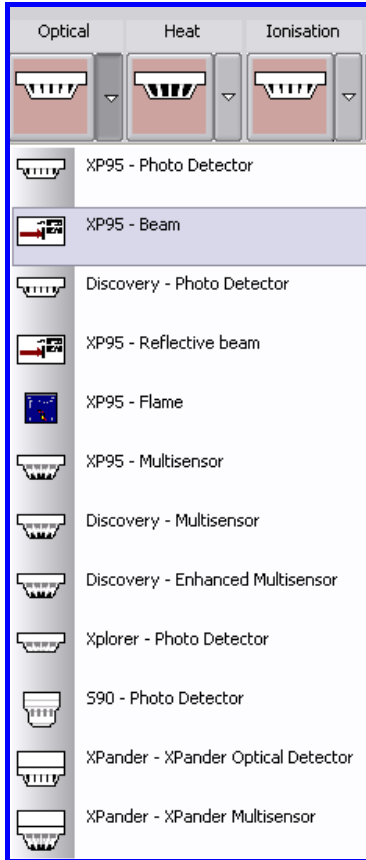 Optical Heat Ionisation
XP95 - Photo Detector
XP95 - Beam
Discovery - Photo Detector
XP95 - Reflective beam
XP95 - Flame
XP95 - Multisensor
Discovery - Multisensor
Discovery - Enhanced Multisensor
Xplorer - Photo Detector
S90 - Photo Detector
XPander - XPander Optical Detector
XPander - XPander Multisensor